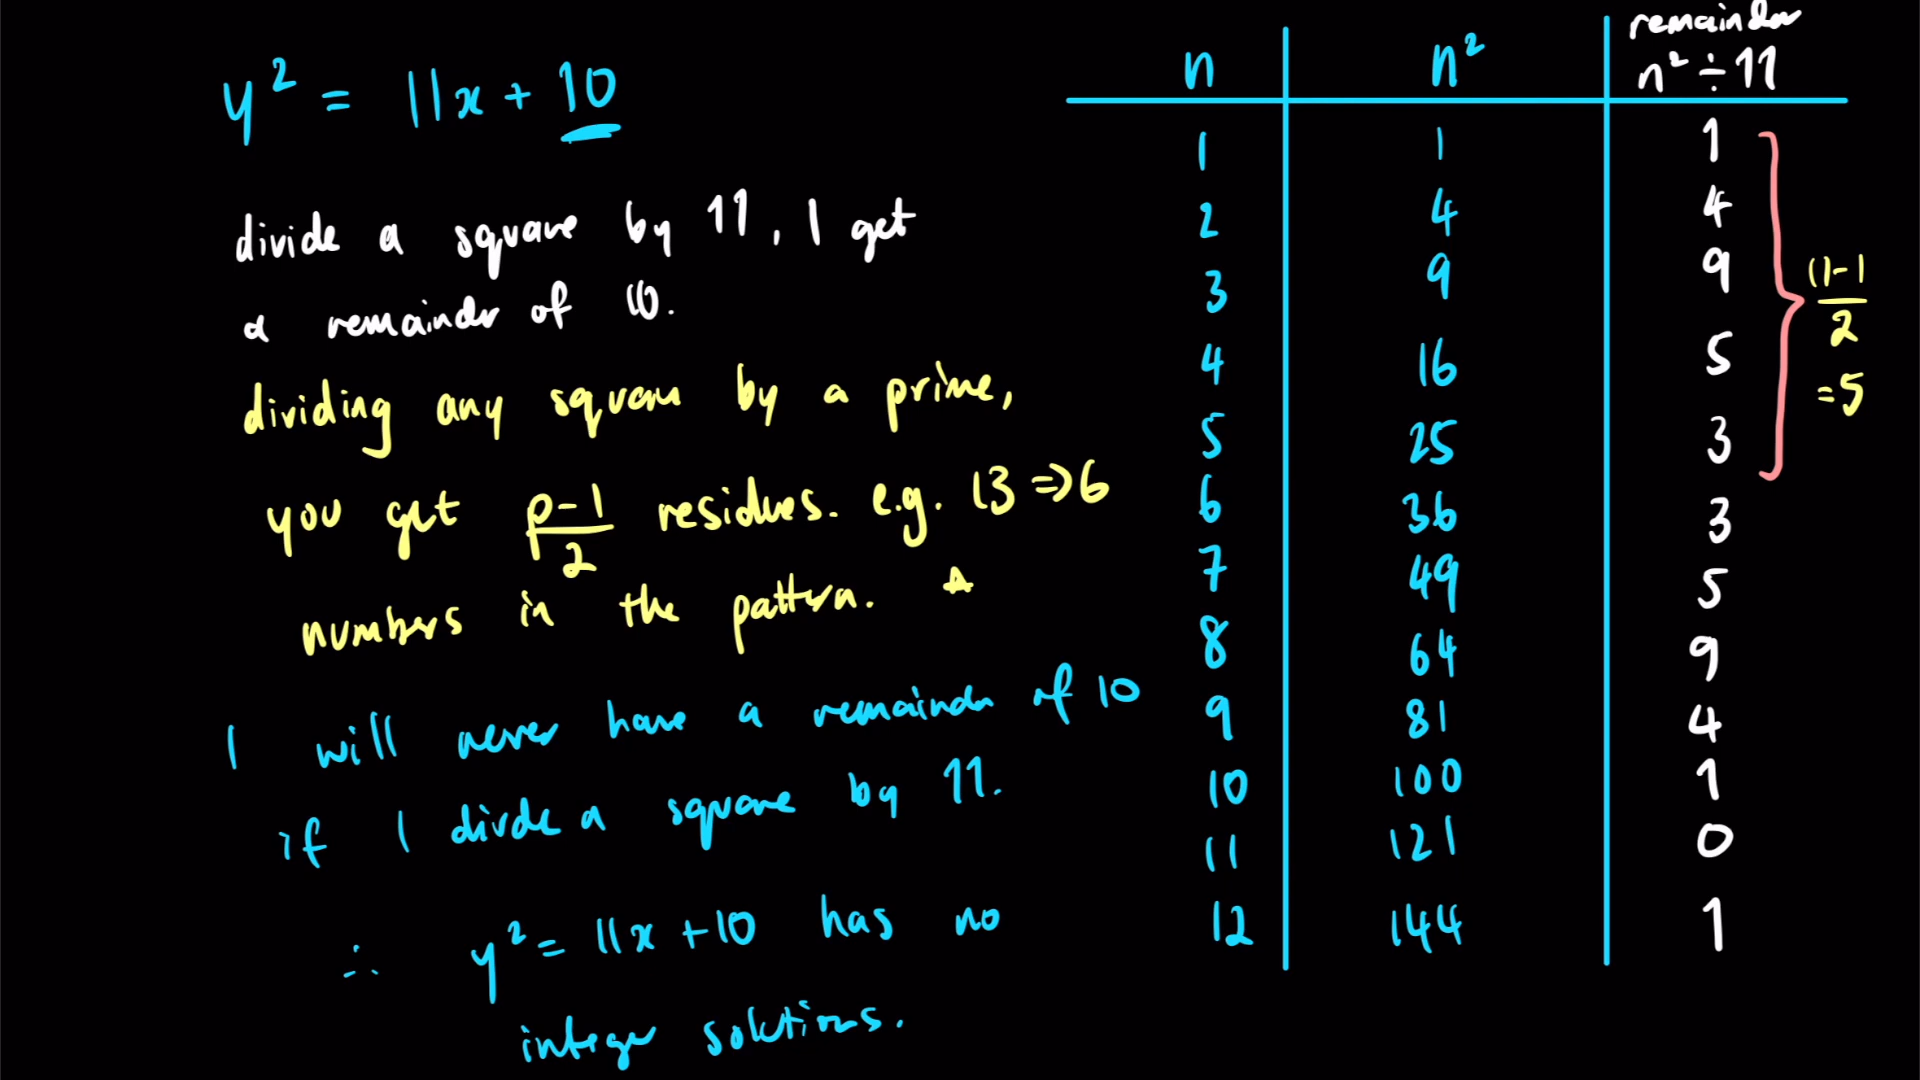 y² = 11x + 10
divide a square by 11, I get
a remainder of 10.
dividing any square by a prime,
you get (p-1)/2 residues. e.g. 13 ⇒ 6
numbers in the pattern. ☆
I will never have a remainder of 10
if I divde a square by 11.
∴ y² = 11x + 10 has no
integer solutions.
n n² remainder n² ÷ 11
1 1 1
2 4 4
3 9 9
4 16 5
5 25 3
6 36 3
7 49 5
8 64 9
9 81 4
10 100 1
11 121 0
12 144 1
(11-1)/2
= 5